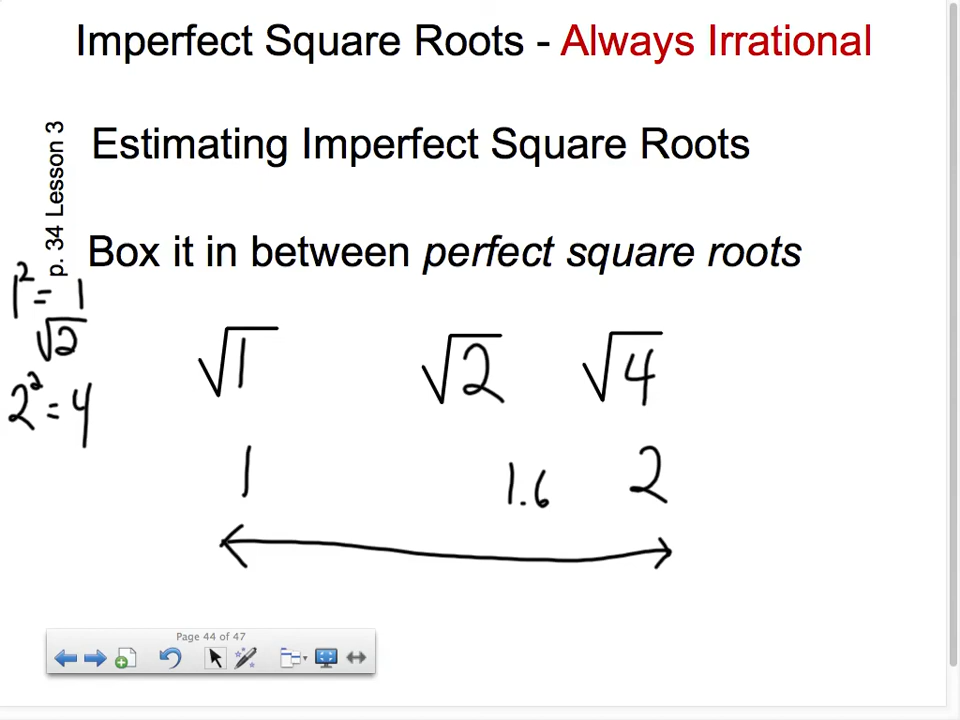 Imperfect Square Roots - Always Irrational
p. 34 Lesson 3
Estimating Imperfect Square Roots
Box it in between perfect square roots
1² = 1
√2
2² = 4
√1 √2 √4
1 1.6 2
Page 44 of 47